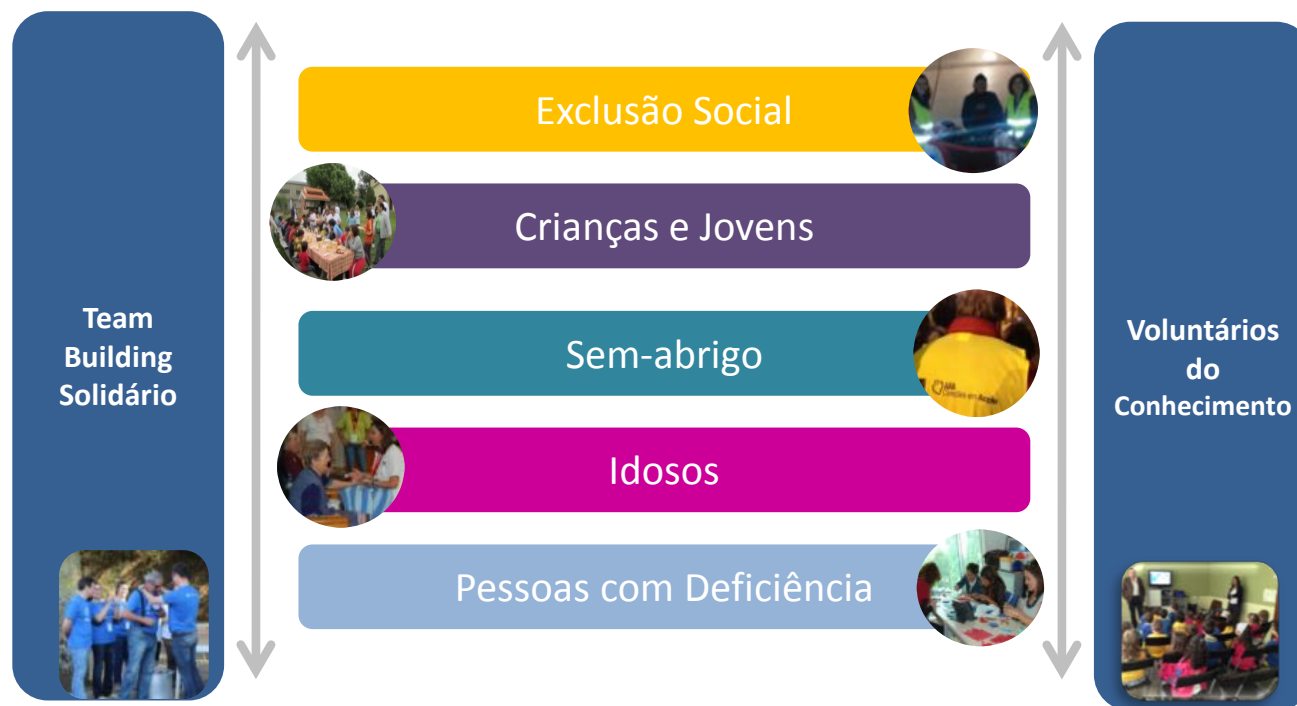 Team
Building
Solidário
Exclusão Social
Crianças e Jovens
Sem-abrigo
Idosos
Pessoas com Deficiência
Voluntários
do
Conhecimento